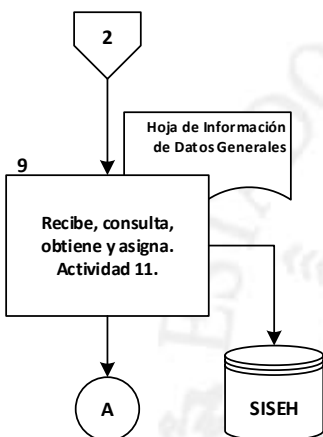 2
Hoja de Información
de Datos Generales
9
Recibe, consulta,
obtiene y asigna.
Actividad 11.
A
SISEH